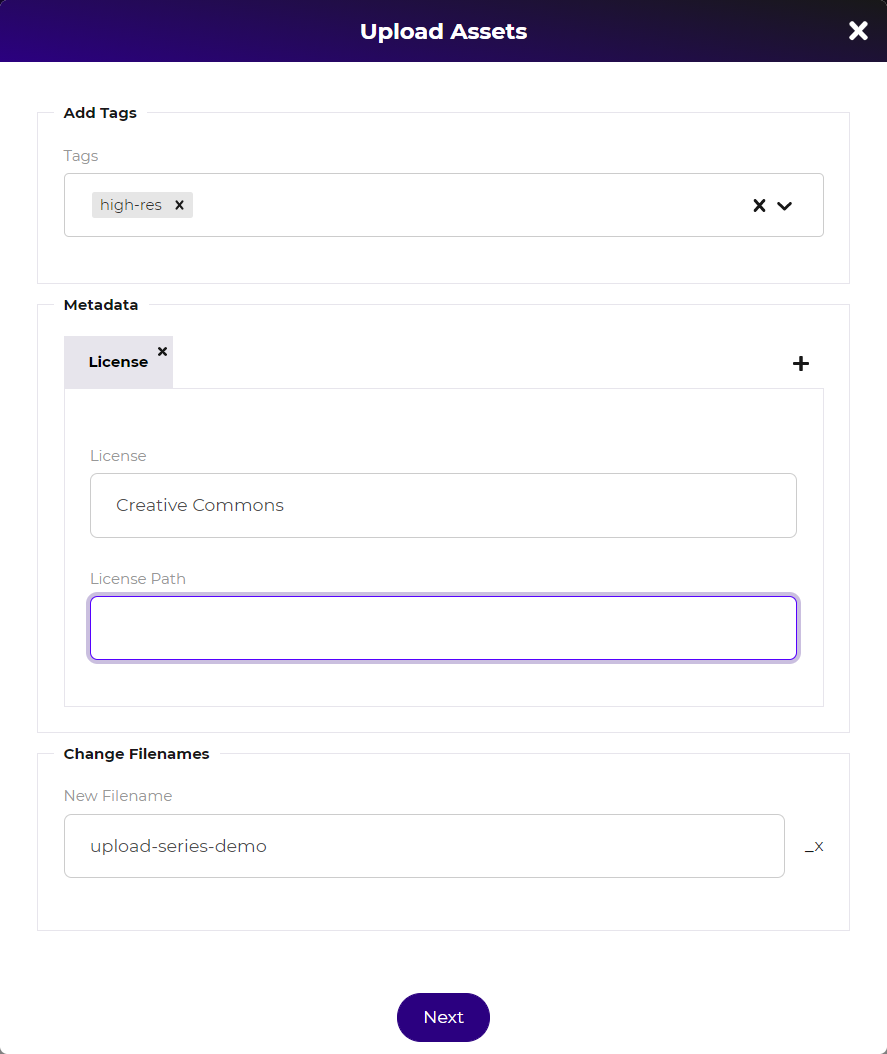 Upload Assets
Add Tags
Tags
high-res
Metadata
License
License
Creative Commons
License Path
Change Filenames
New Filename
upload-series-demo
_x
Next